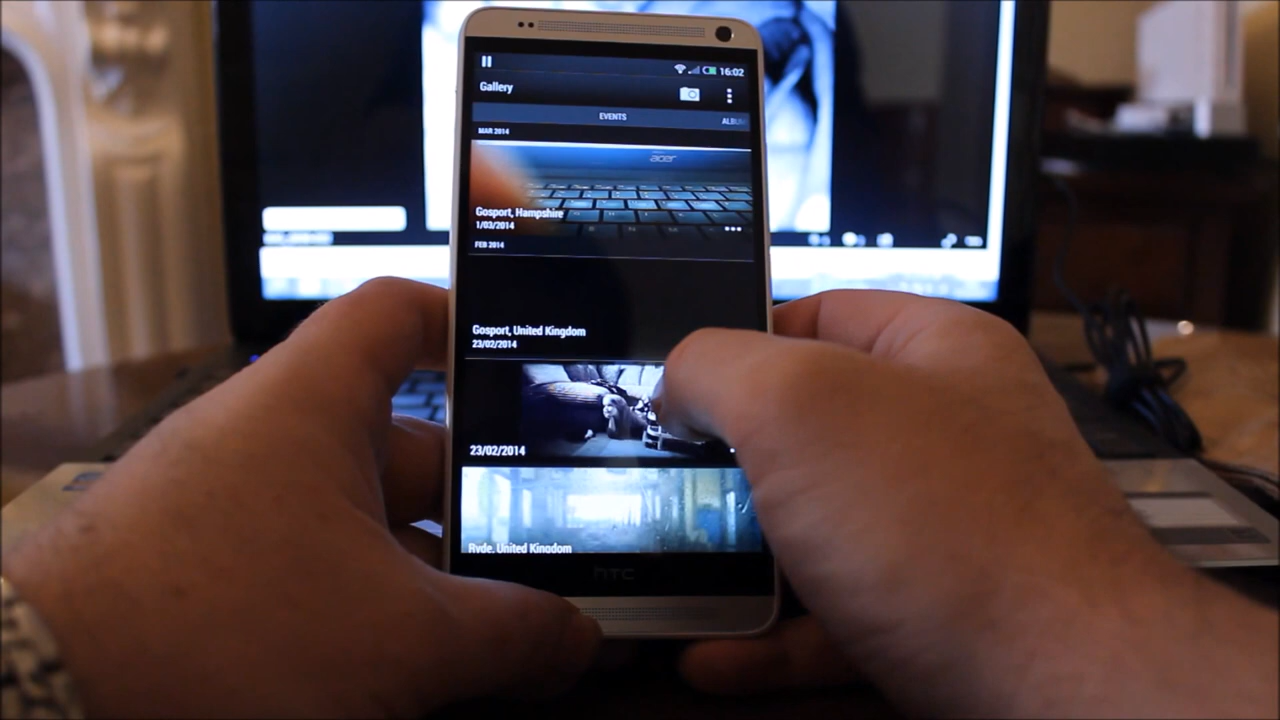 16:02
Gallery
EVENTS
MAR 2014
acer
Gosport, Hampshire
1/03/2014
FEB 2014
Gosport, United Kingdom
23/02/2014
23/02/2014
Ryde, United Kingdom
hTC